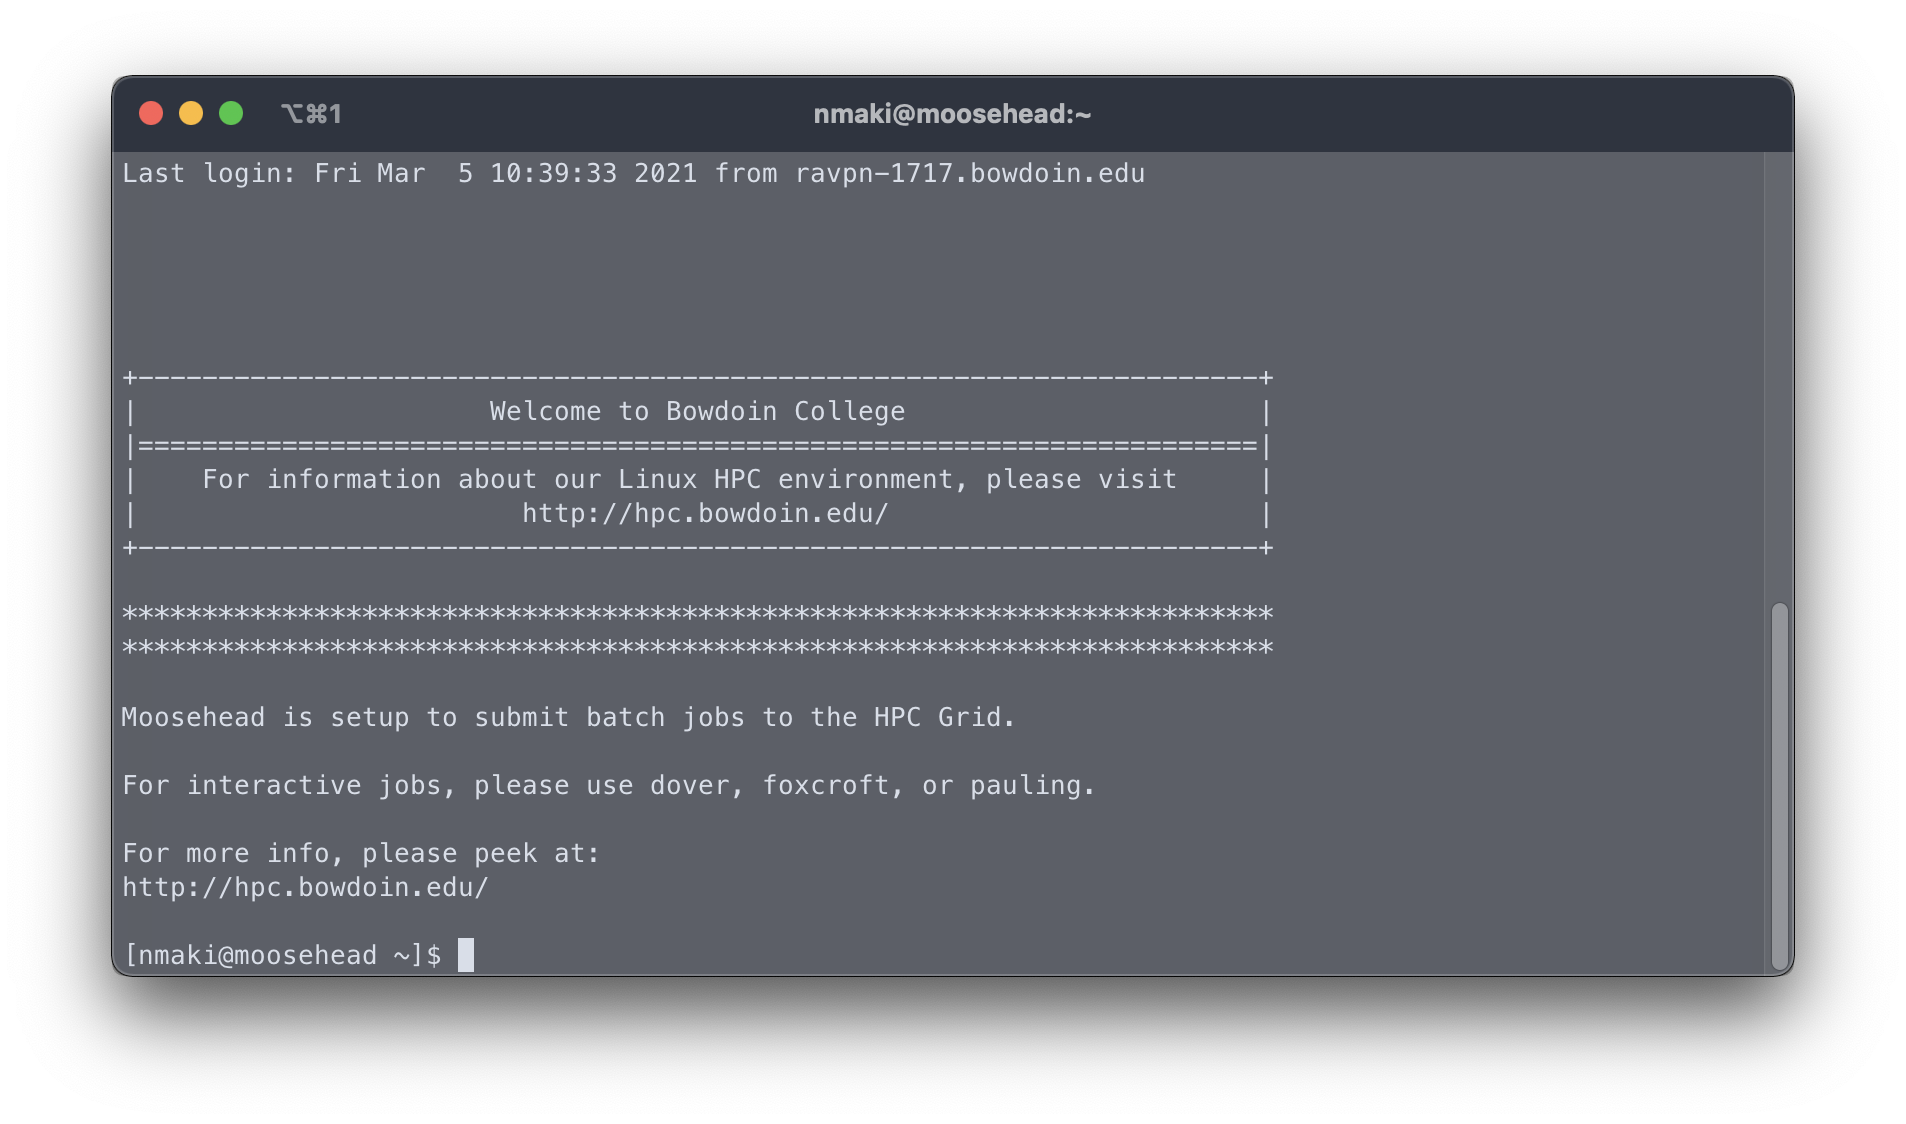 ⌥⌘1
nmaki@moosehead:~
Last login: Fri Mar  5 10:39:33 2021 from ravpn-1717.bowdoin.edu
+----------------------------------------------------------------------+
|                      Welcome to Bowdoin College                      |
|======================================================================|
|    For information about our Linux HPC environment, please visit     |
|                        http://hpc.bowdoin.edu/                       |
+----------------------------------------------------------------------+
************************************************************************
************************************************************************
Moosehead is setup to submit batch jobs to the HPC Grid.
For interactive jobs, please use dover, foxcroft, or pauling.
For more info, please peek at:
http://hpc.bowdoin.edu/
[nmaki@moosehead ~]$